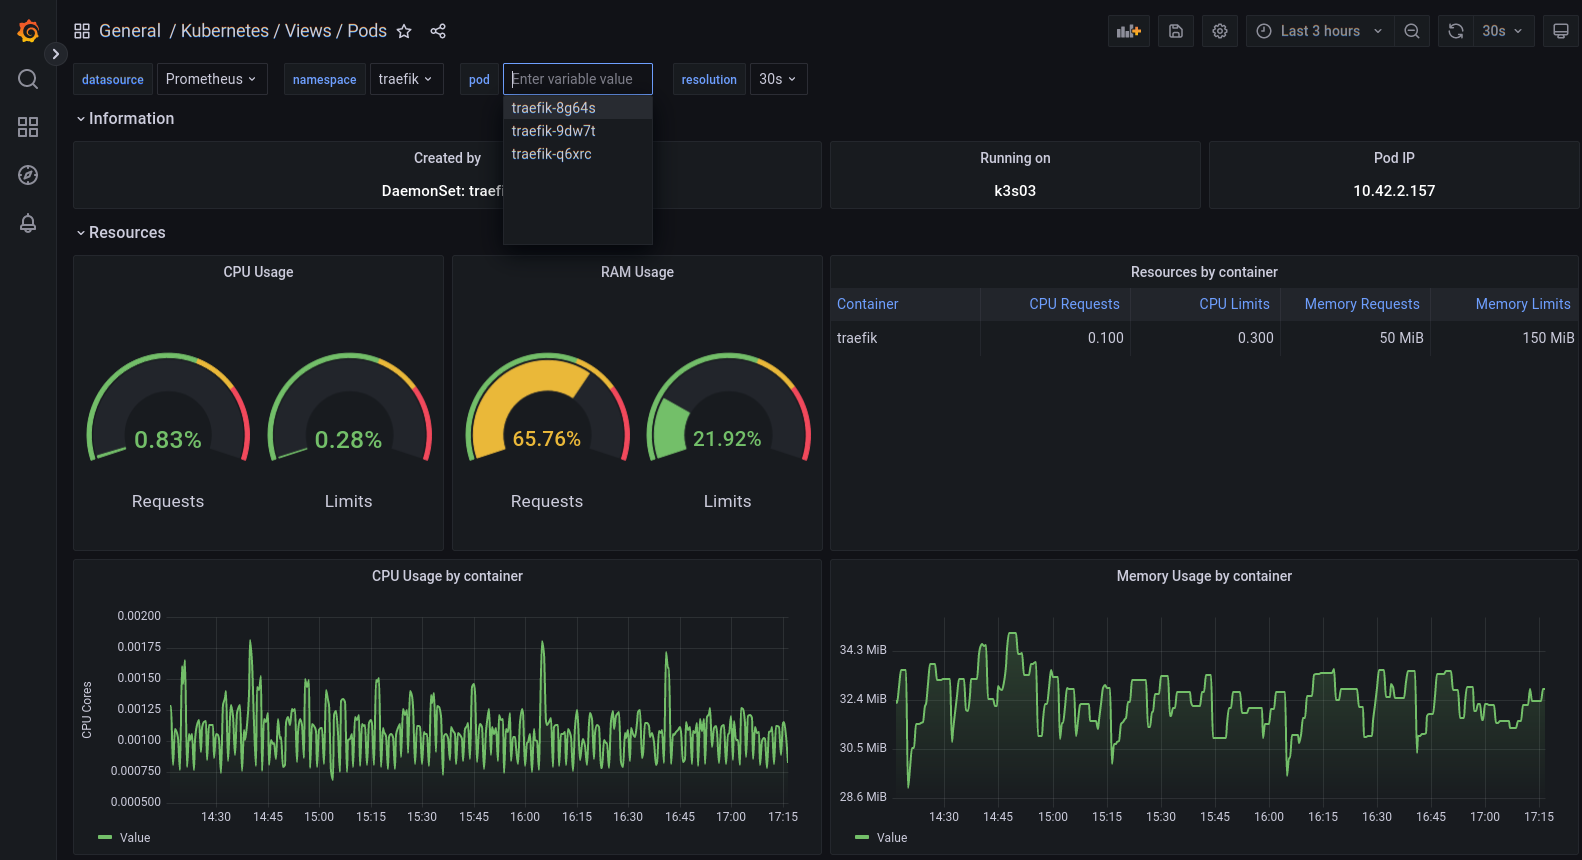 General / Kubernetes / Views / Pods
Last 3 hours
30s
datasource Prometheus namespace traefik pod Enter variable value resolution 30s
traefik-8g64s
traefik-9dw7t
traefik-q6xrc
Information
Created by
DaemonSet:
Running on
k3s03
Pod IP
10.42.2.157
Resources
CPU Usage
0.83%
0.28%
Requests
Limits
RAM Usage
65.76%
21.92%
Requests
Limits
Resources by container
Container CPU Requests CPU Limits Memory Requests Memory Limits
traefik 0.100 0.300 50 MiB 150 MiB
CPU Usage by container
CPU Cores
0.00200
0.00175
0.00150
0.00125
0.00100
0.000750
0.000500
14:30 14:45 15:00 15:15 15:30 15:45 16:00 16:15 16:30 16:45 17:00 17:15
Value
Memory Usage by container
34.3 MiB
32.4 MiB
30.5 MiB
28.6 MiB
14:30 14:45 15:00 15:15 15:30 15:45 16:00 16:15 16:30 16:45 17:00 17:15
Value